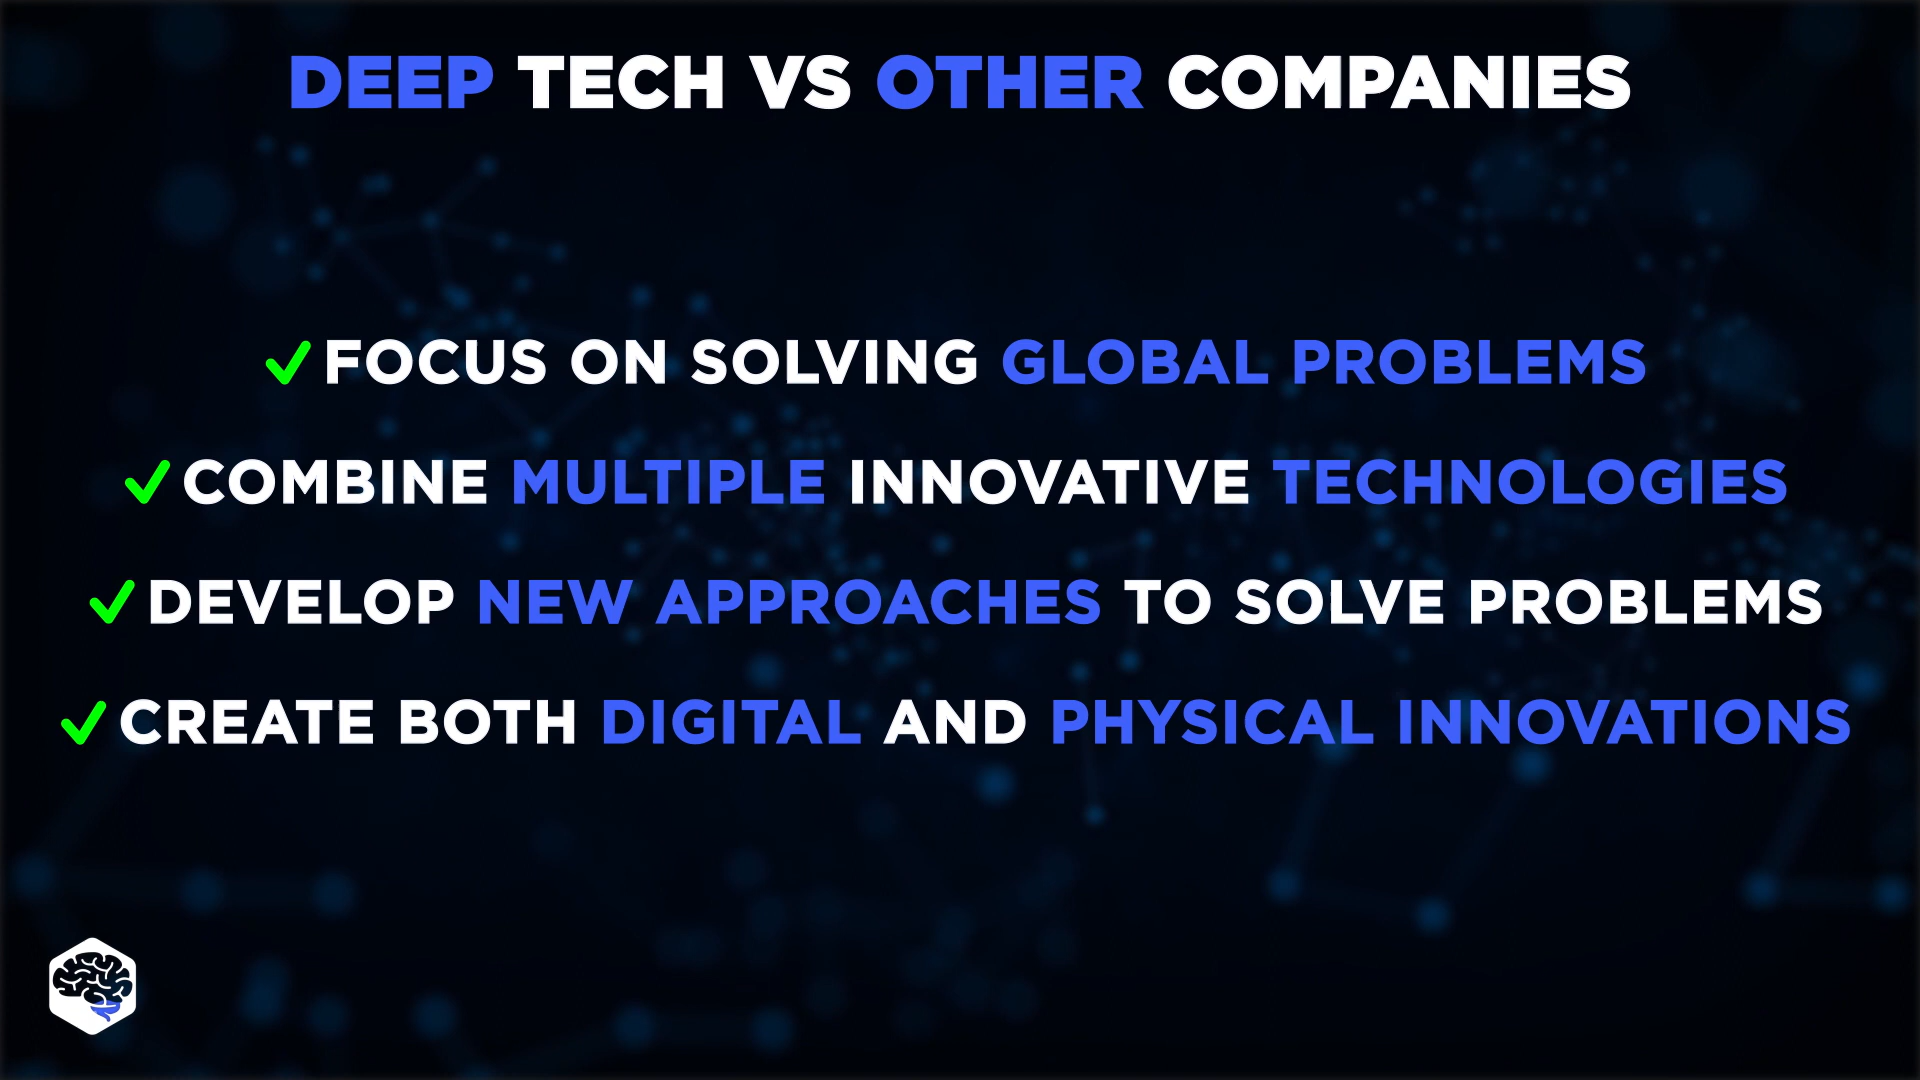 DEEP TECH VS OTHER COMPANIES
FOCUS ON SOLVING GLOBAL PROBLEMS
COMBINE MULTIPLE INNOVATIVE TECHNOLOGIES
DEVELOP NEW APPROACHES TO SOLVE PROBLEMS
CREATE BOTH DIGITAL AND PHYSICAL INNOVATIONS